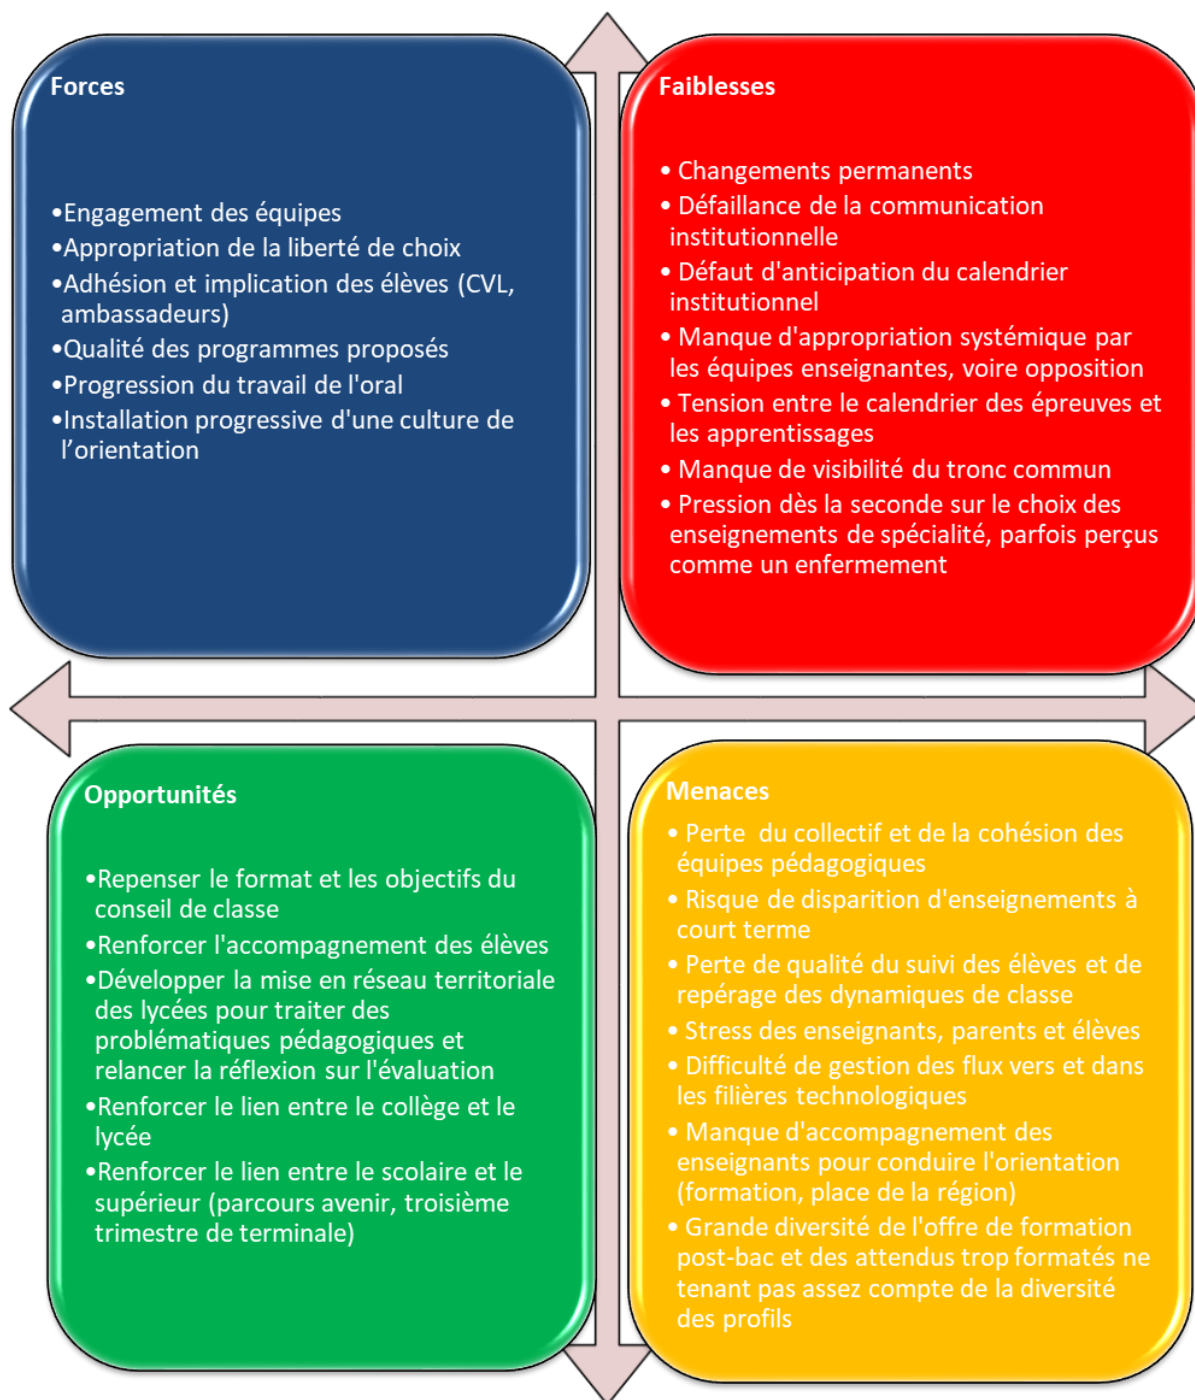 Forces
•Engagement des équipes
•Appropriation de la liberté de choix
•Adhésion et implication des élèves (CVL,
ambassadeurs)
•Qualité des programmes proposés
•Progression du travail de l'oral
•Installation progressive d'une culture de
l’orientation
Faiblesses
• Changements permanents
• Défaillance de la communication
institutionnelle
• Défaut d'anticipation du calendrier
institutionnel
• Manque d'appropriation systémique par
les équipes enseignantes, voire opposition
• Tension entre le calendrier des épreuves et
les apprentissages
• Manque de visibilité du tronc commun
• Pression dès la seconde sur le choix des
enseignements de spécialité, parfois perçus
comme un enfermement
Opportunités
•Repenser le format et les objectifs du
conseil de classe
•Renforcer l'accompagnement des élèves
•Développer la mise en réseau territoriale
des lycées pour traiter des
problématiques pédagogiques et
relancer la réflexion sur l'évaluation
•Renforcer le lien entre le collège et le
lycée
•Renforcer le lien entre le scolaire et le
supérieur (parcours avenir, troisième
trimestre de terminale)
Menaces
• Perte  du collectif et de la cohésion des
équipes pédagogiques
• Risque de disparition d'enseignements à
court terme
• Perte de qualité du suivi des élèves et de
repérage des dynamiques de classe
• Stress des enseignants, parents et élèves
• Difficulté de gestion des flux vers et dans
les filières technologiques
• Manque d'accompagnement des
enseignants pour conduire l'orientation
(formation, place de la région)
• Grande diversité de l'offre de formation
post-bac et des attendus trop formatés ne
tenant pas assez compte de la diversité
des profils